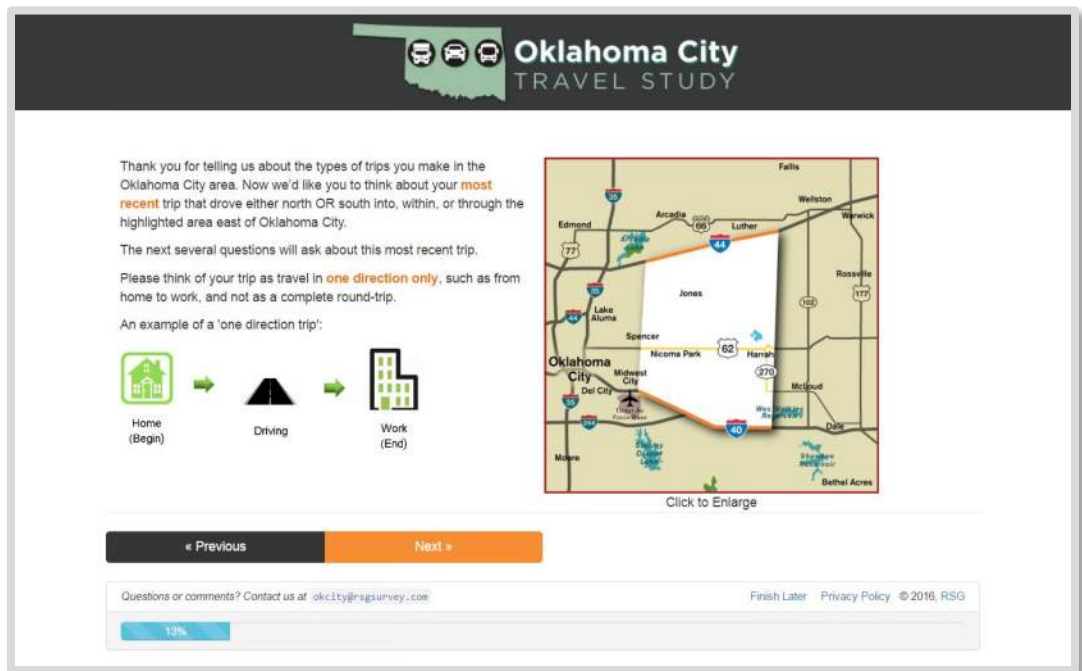 Oklahoma City
TRAVEL STUDY
Thank you for telling us about the types of trips you make in the
Oklahoma City area. Now we'd like you to think about your most
recent trip that drove either north OR south into, within, or through the
highlighted area east of Oklahoma City.
The next several questions will ask about this most recent trip.
Please think of your trip as travel in one direction only, such as from
home to work, and not as a complete round-trip.
An example of a 'one direction trip':
Home
(Begin)
Driving
Work
(End)
Fallis
35
Wellston
Warwick
Arcadia
66
Luther
Edmond
44
77
Rossville
177
35
Jones
102
Lake
Aluma
44
Spencer
Nicoma Park
62
Harrah
Oklahoma
City
Midwest
City
270
Del City
McLoud
35
40
Dale
Moore
Bethel Acres
Click to Enlarge
« Previous
Next »
Questions or comments? Contact us at okcity@rsgsurvey.com
Finish Later Privacy Policy © 2016, RSG
13%